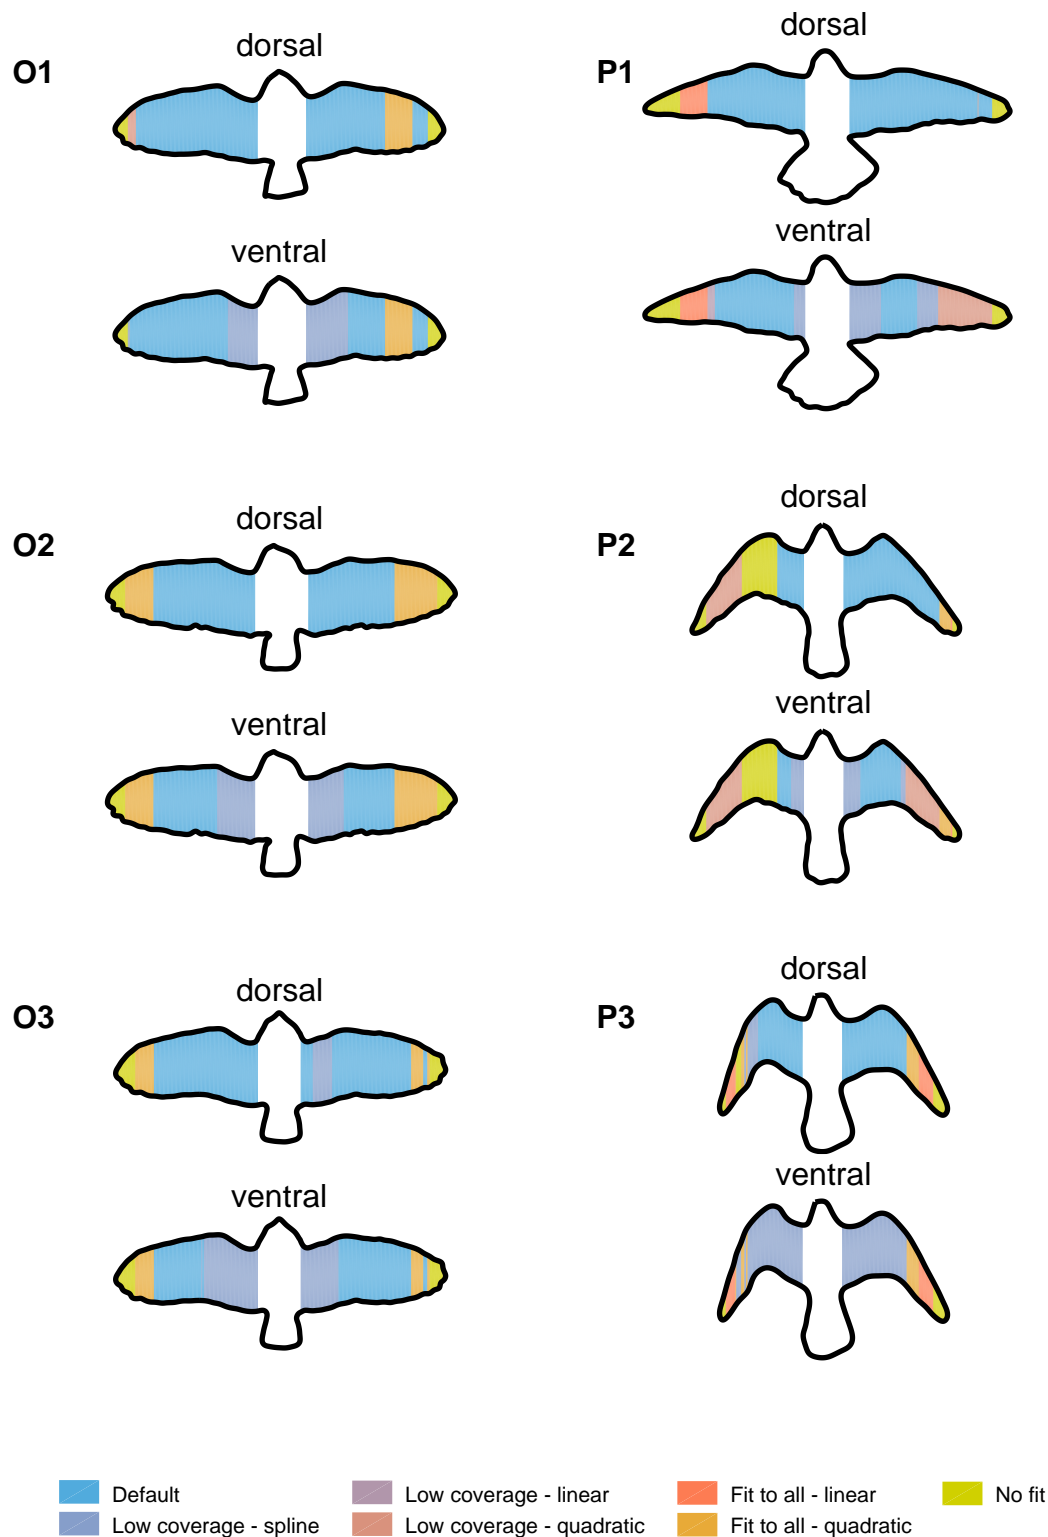 dorsal
dorsal
O1
P1
ventral
ventral
dorsal
dorsal
O2
P2
ventral
ventral
dorsal
dorsal
O3
P3
ventral
ventral
Default
Low coverage - linear
Fit to all - linear
No fit
Low coverage - spline
Low coverage - quadratic
Fit to all - quadratic